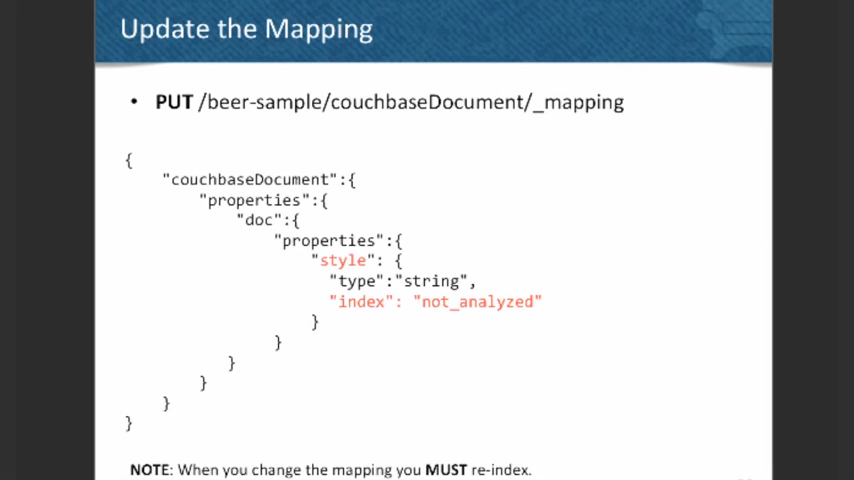 Update the Mapping
• PUT /beer-sample/couchbaseDocument/_mapping
{
"couchbaseDocument":{
"properties":{
"doc":{
"properties":{
"style": {
"type":"string",
"index": "not_analyzed"
}
}
}
}
}
}
NOTE: When you change the mapping you MUST re-index.